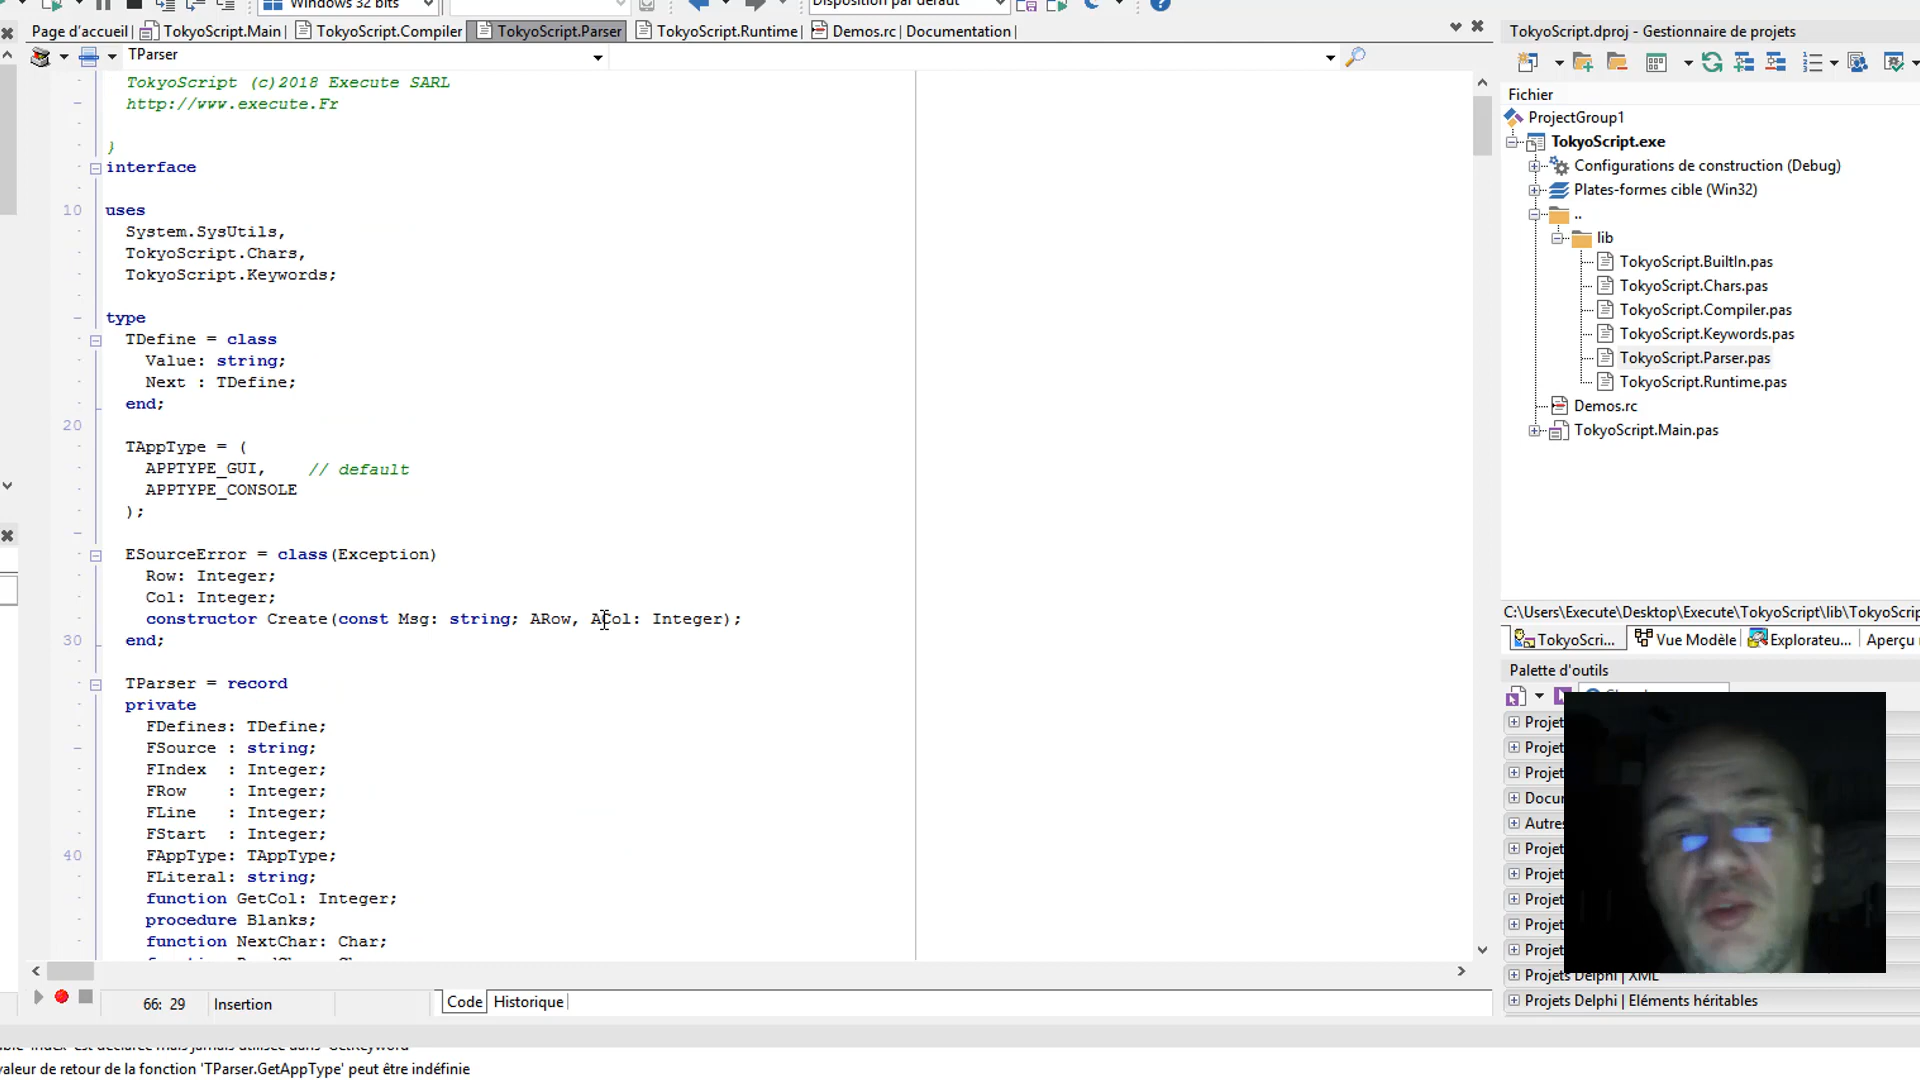 Windows 32 bits
Disposition par défaut
Page d'accueil
TokyoScript.Main
TokyoScript.Compiler
TokyoScript.Parser
TokyoScript.Runtime
Demos.rc
Documentation
TParser
TokyoScript (c)2018 Execute SARL
http://www.execute.Fr
}
interface
10 uses
System.SysUtils,
TokyoScript.Chars,
TokyoScript.Keywords;
type
TDefine = class
Value: string;
Next : TDefine;
end;
20
TAppType = (
APPTYPE_GUI, // default
APPTYPE_CONSOLE
);
ESourceError = class(Exception)
Row: Integer;
Col: Integer;
constructor Create(const Msg: string; ARow, ACol: Integer);
30 end;
TParser = record
private
FDefines: TDefine;
FSource : string;
FIndex : Integer;
FRow : Integer;
FLine : Integer;
FStart : Integer;
40 FAppType: TAppType;
FLiteral: string;
function GetCol: Integer;
procedure Blanks;
function NextChar: Char;
66: 29
Insertion
Code
Historique
valeur de retour de la fonction 'TParser.GetAppType' peut être indéfinie
TokyoScript.dproj - Gestionnaire de projets
Fichier
ProjectGroup1
TokyoScript.exe
Configurations de construction (Debug)
Plates-formes cible (Win32)
..
lib
TokyoScript.BuiltIn.pas
TokyoScript.Chars.pas
TokyoScript.Compiler.pas
TokyoScript.Keywords.pas
TokyoScript.Parser.pas
TokyoScript.Runtime.pas
Demos.rc
TokyoScript.Main.pas
C:\Users\Execute\Desktop\Execute\TokyoScript\lib\TokyoScrip
TokyoScri...
Vue Modèle
Explorateu...
Aperçu
Palette d'outils
Projet
Projet
Projet
Docu
Autre
Projet
Projet
Projet
Projet
Projet
Projets Delphi | XML
Projets Delphi | Eléments héritables